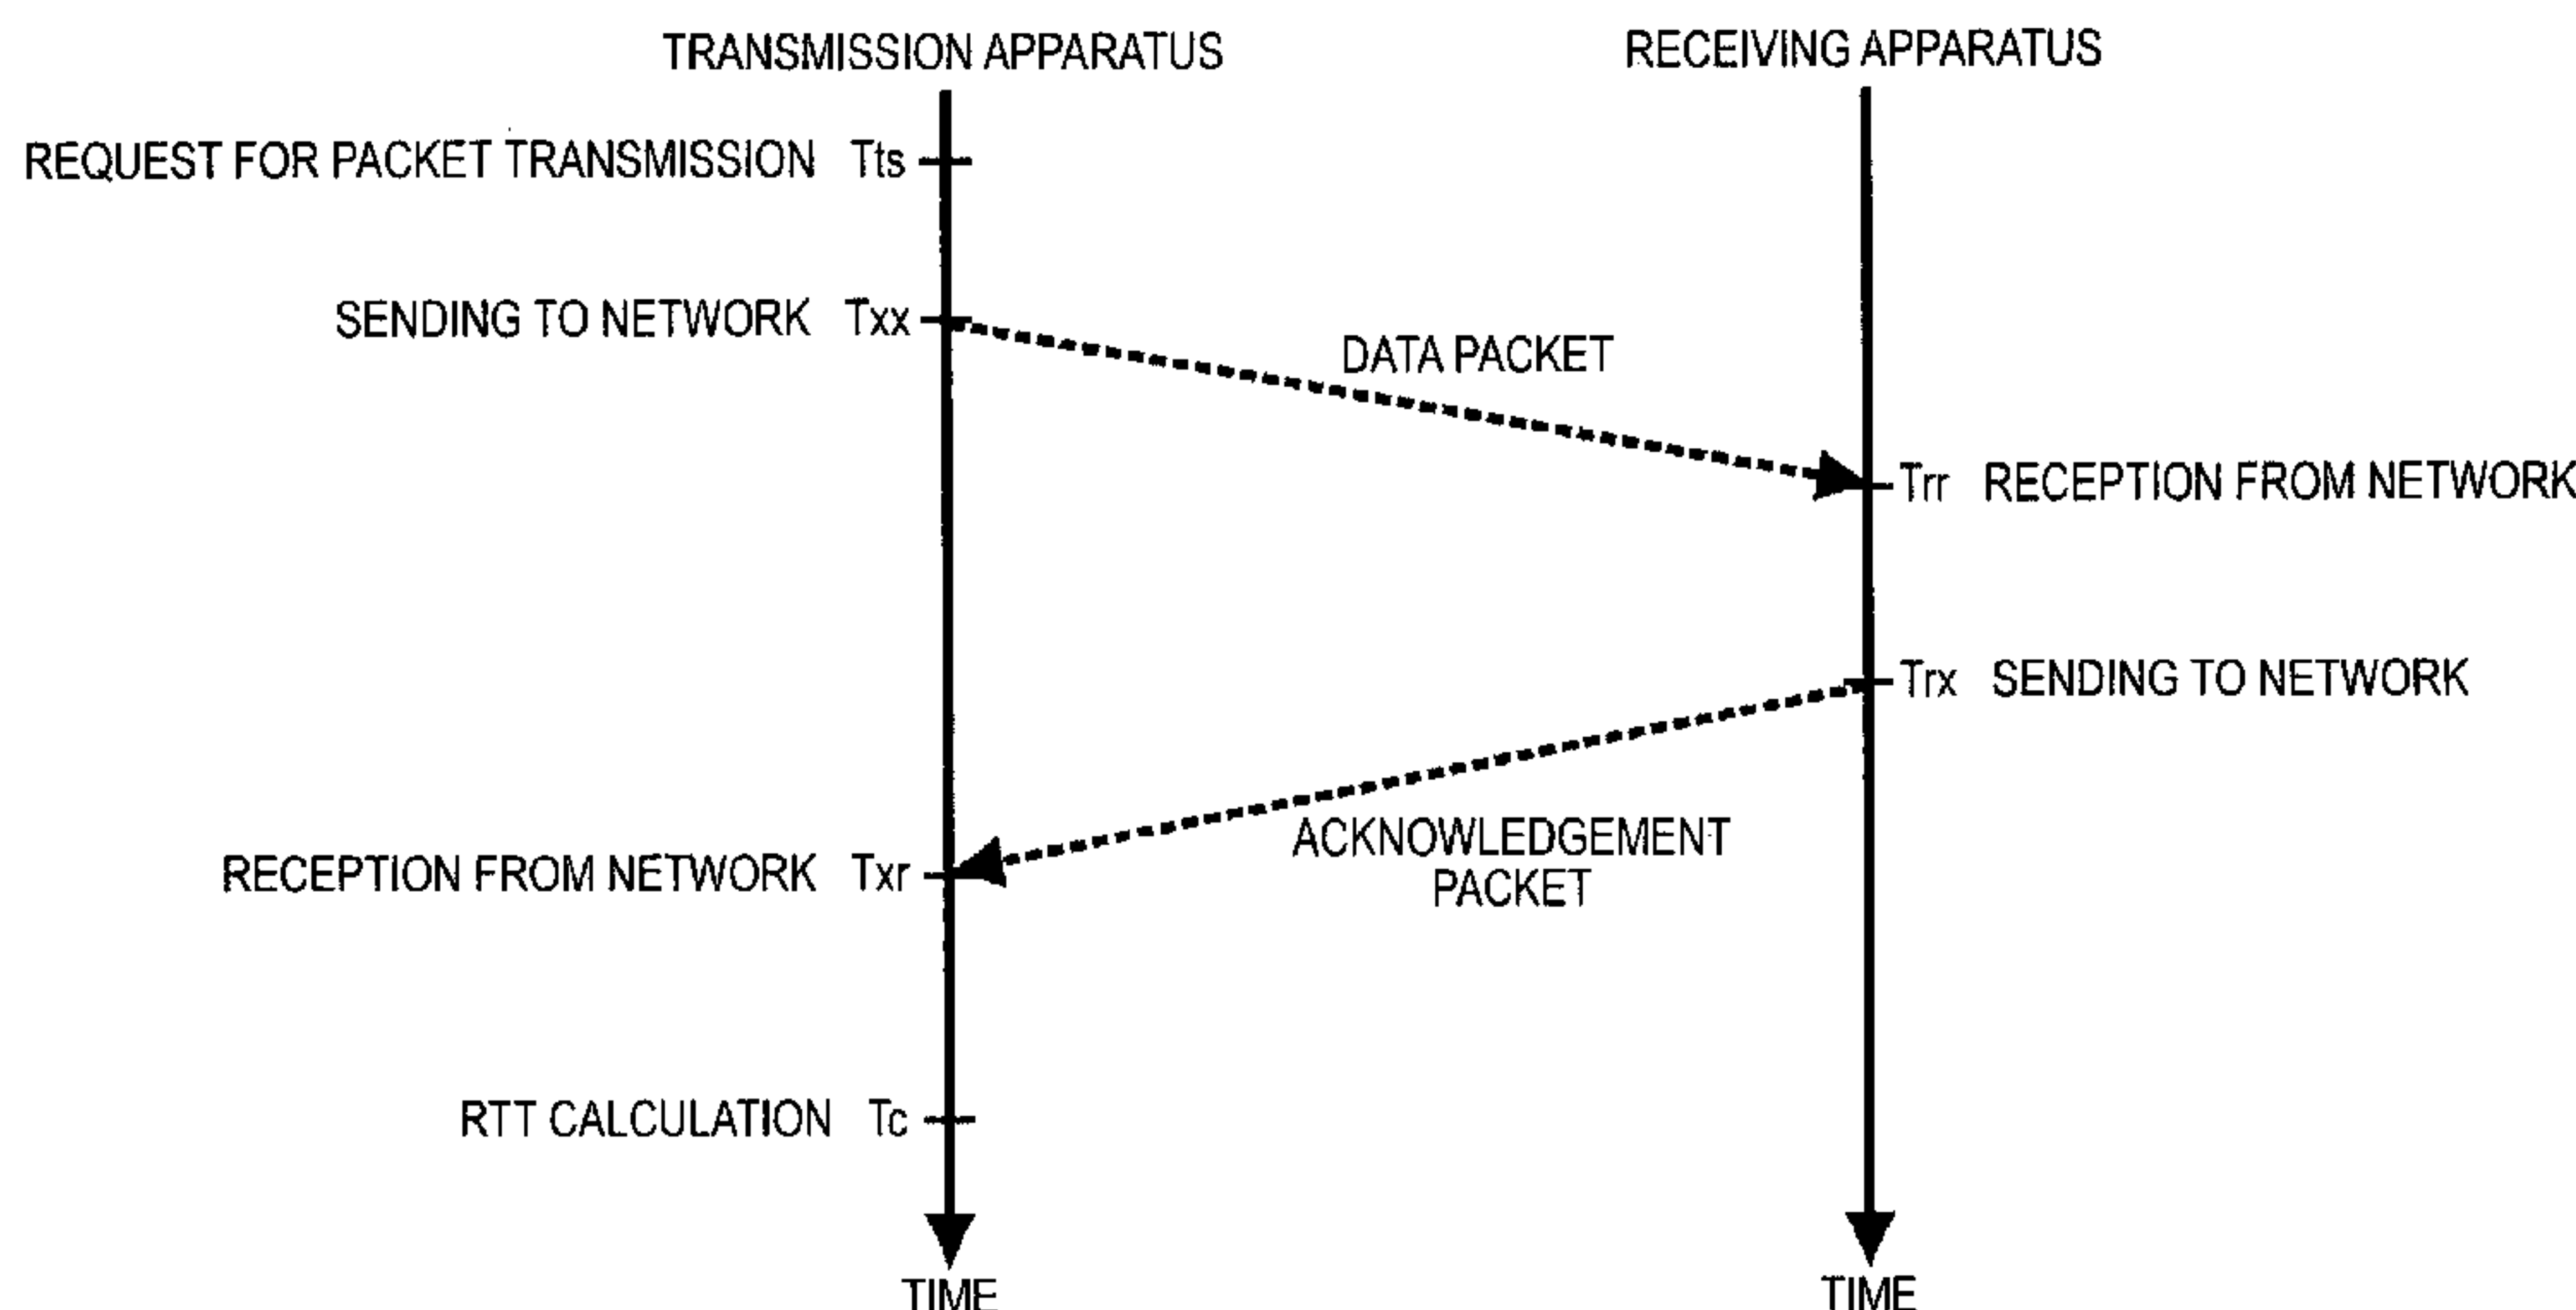 TRANSMISSION APPARATUS
RECEIVING APPARATUS
REQUEST FOR PACKET TRANSMISSION Tts
SENDING TO NETWORK Txx
DATA PACKET
Trr RECEPTION FROM NETWORK
Trx SENDING TO NETWORK
ACKNOWLEDGEMENT
PACKET
RECEPTION FROM NETWORK Txr
RTT CALCULATION Tc
TIME
TIME